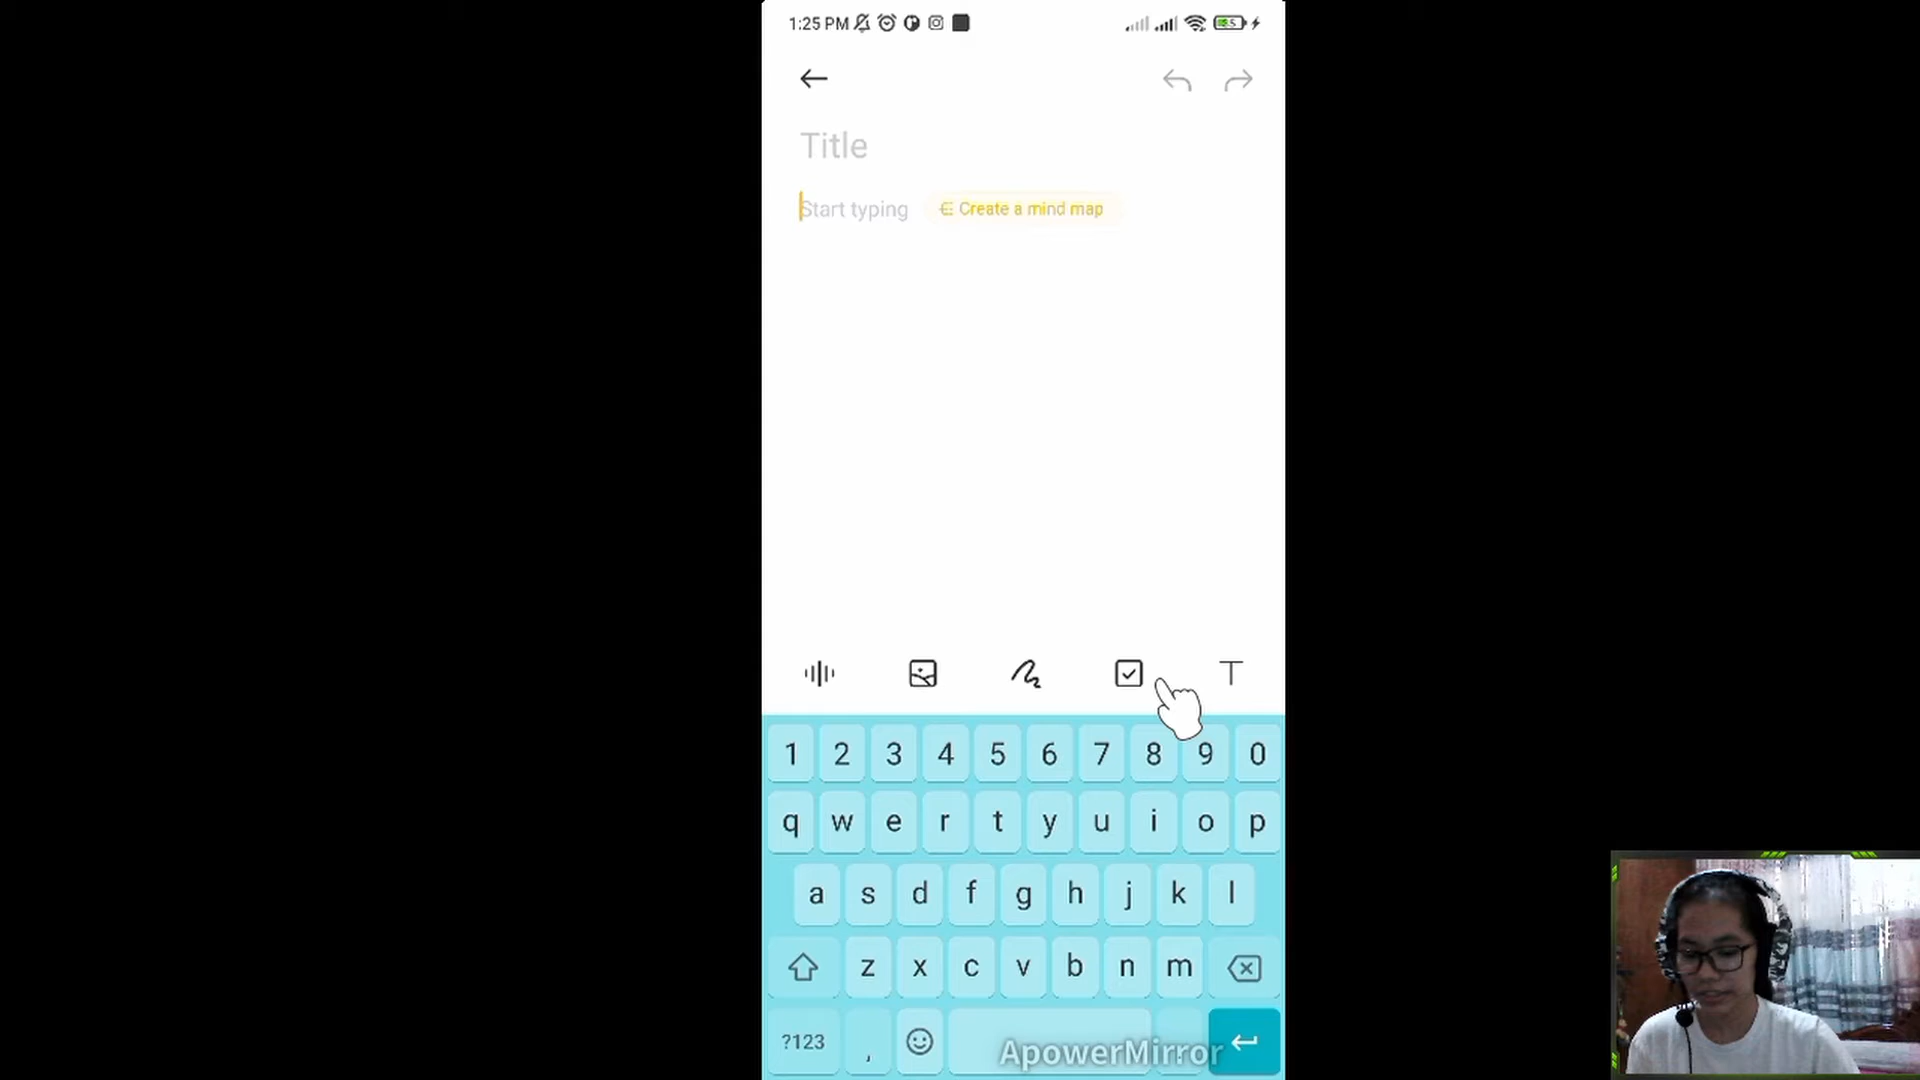 1:25 PM
Title
Start typing
Create a mind map
T
1 2 3 4 5 6 7 8 9 0
q w e r t y u i o p
a s d f g h j k l
z x c v b n m
?123 ,
ApowerMirror